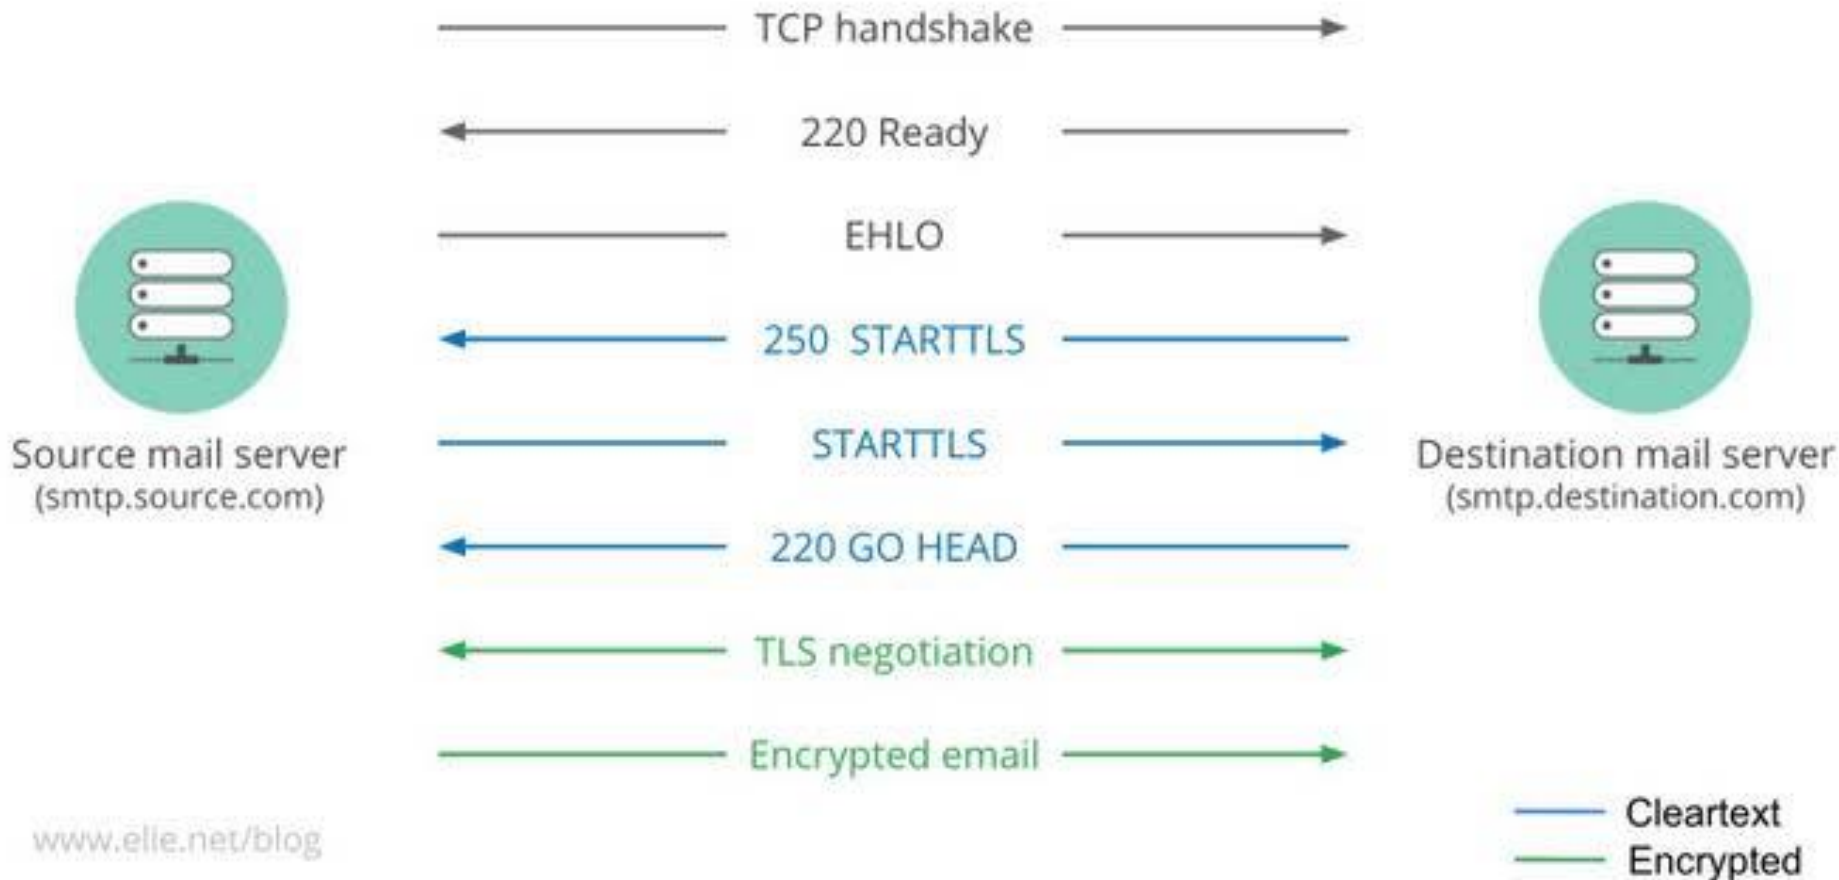 TCP handshake
220 Ready
EHLO
250 STARTTLS
STARTTLS
220 GO HEAD
TLS negotiation
Encrypted email
Source mail server
(smtp.source.com)
Destination mail server
(smtp.destination.com)
www.elie.net/blog
Cleartext
Encrypted